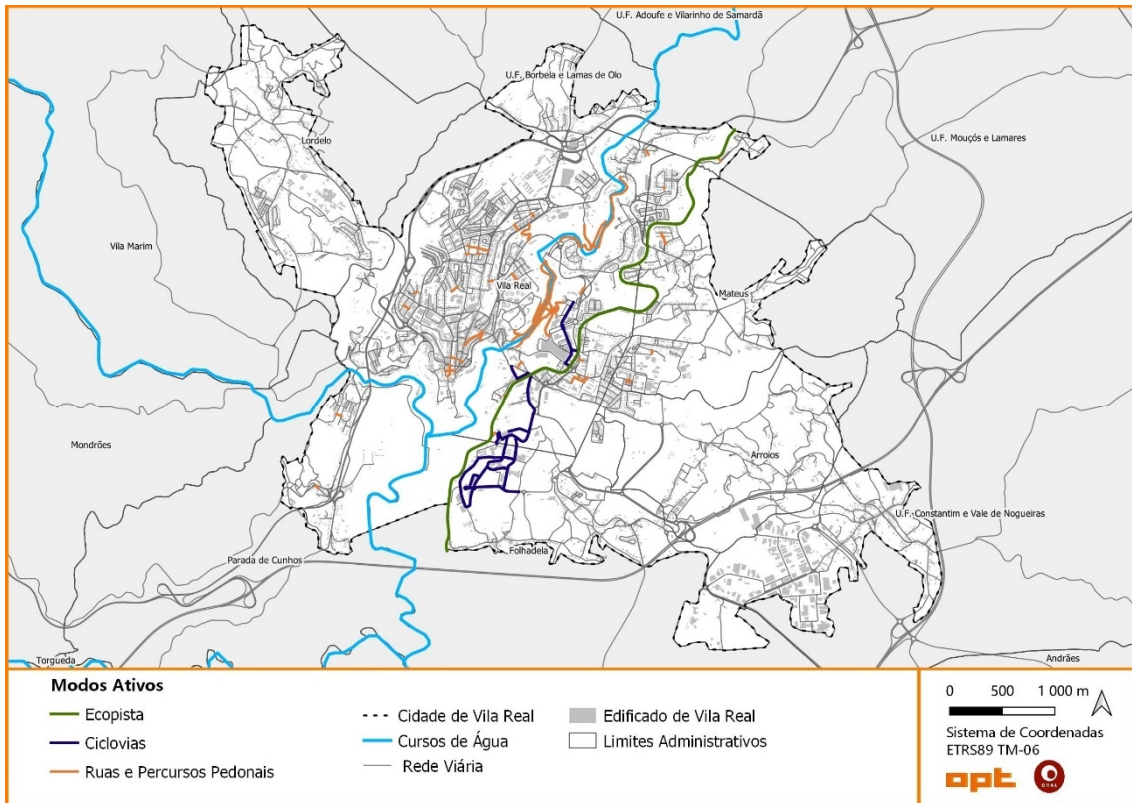 U.F. Adoufe e Vilarinho de Samardã
U.F. Borbela e Lamas de Olo
U.F. Mouçós e Lamares
Lordelo
Vila Marim
Vila Real
Mateus
Mondrões
Arroios
U.F. Constantim e Vale de Nogueiras
Folhadela
Parada de Cunhos
Torgueda
Andrães
Modos Ativos
Ecopista
Ciclovias
Ruas e Percursos Pedonais
Cidade de Vila Real
Cursos de Água
Rede Viária
Edificado de Vila Real
Limites Administrativos
0 500 1 000 m
Sistema de Coordenadas
ETRS89 TM-06
opt